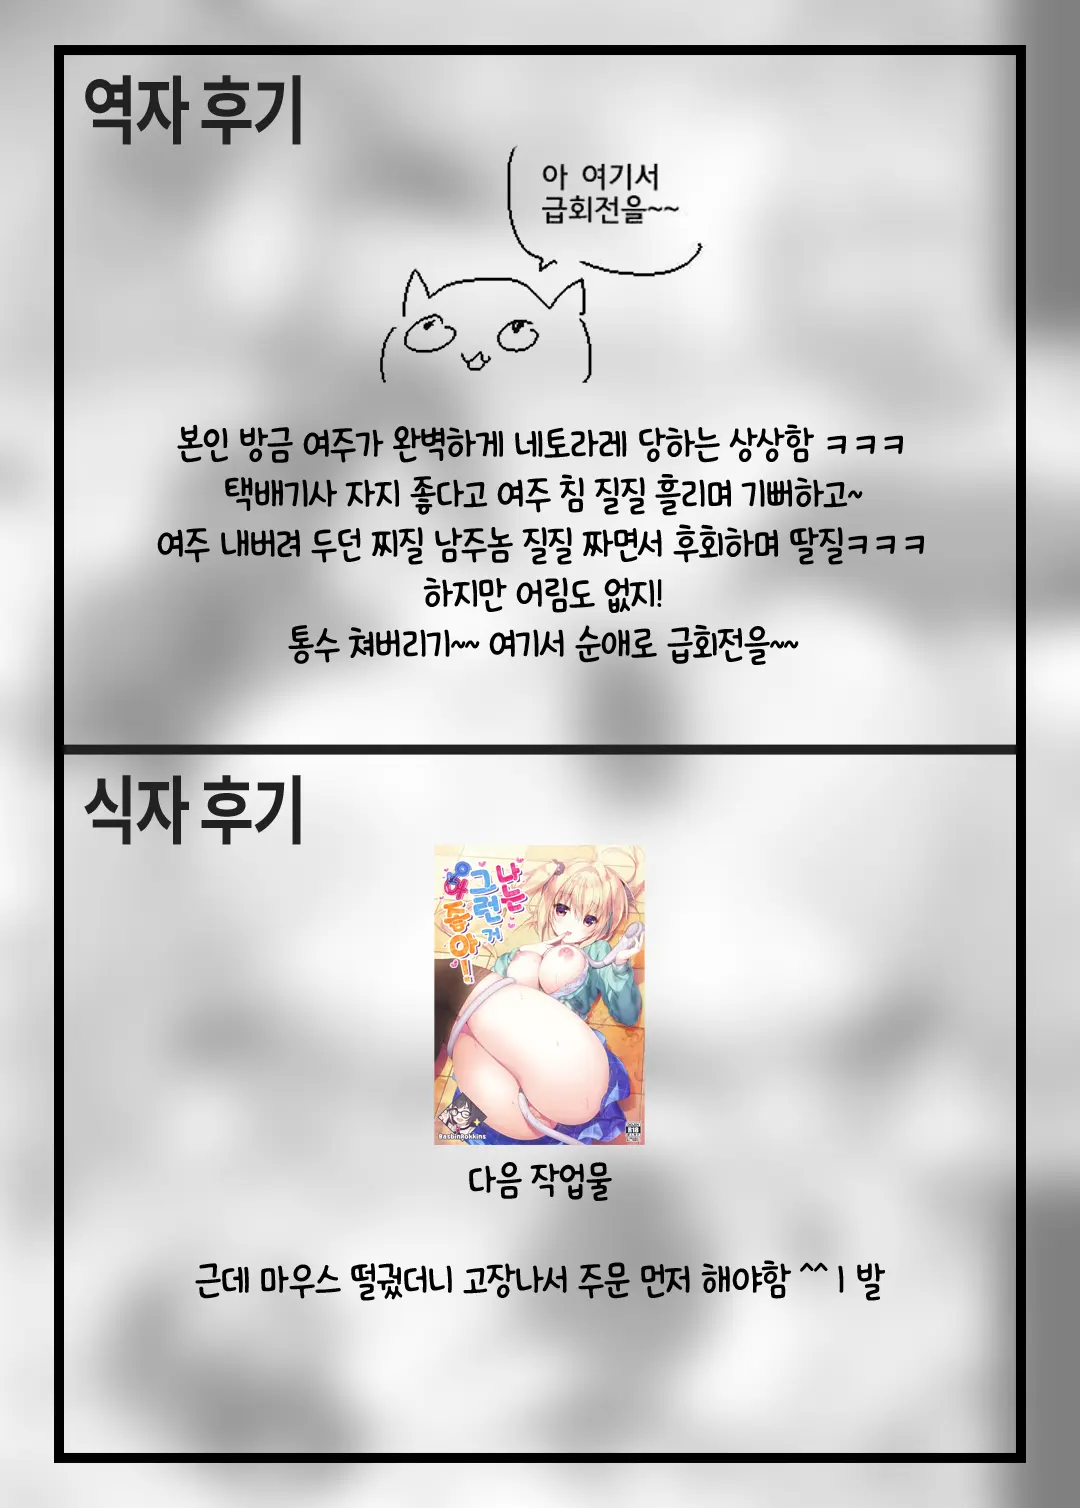 역자 후기
아 여기서
급회전을~~
본인 방금 여주가 완벽하게 네토라레 당하는 상상함 ㅋㅋㅋ
택배기사 자지 좋다고 여주 침 질질 흘리며 기뻐하고~
여주 내버려 두던 찌질 남주놈 질질 짜면서 후회하며 딸질ㅋㅋㅋ
하지만 어림도 없지!
통수 쳐버리기~~ 여기서 순애로 급회전을~~
식자 후기
나는
그런 거
좋아!
BasbinRokkins
R18
다음 작업물
근데 마우스 떨궜더니 고장나서 주문 먼저 해야함 ^^ㅣ발